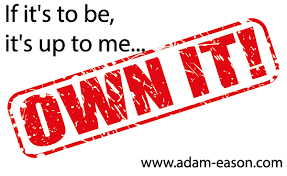 If it's to be,
it's up to me...
OWN IT!
www.adam-eason.com